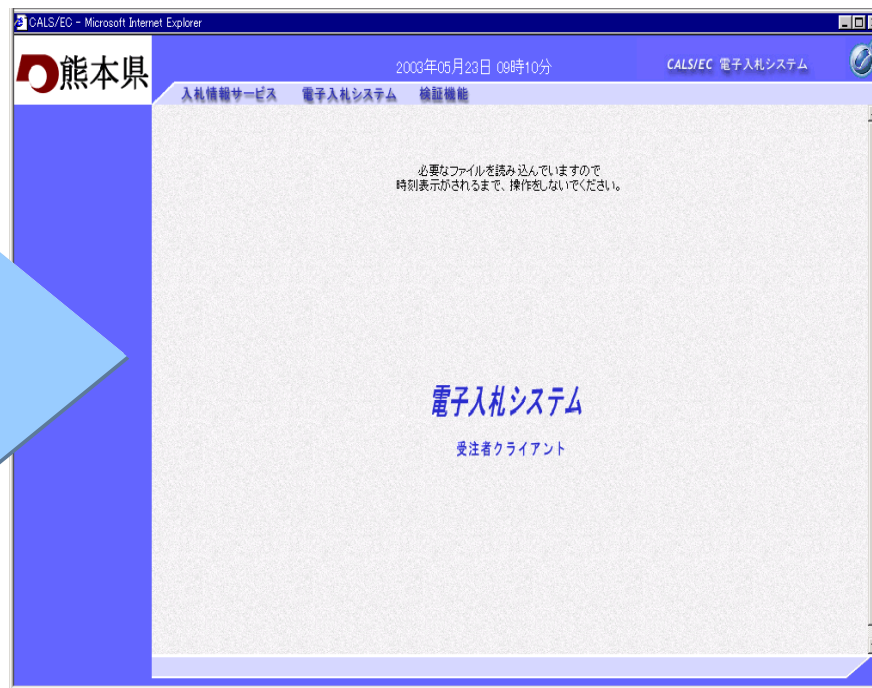 CALS/EC - Microsoft Internet Explorer
熊本県
2003年05月23日 09時10分
CALS/EC 電子入札システム
入札情報サービス 電子入札システム 検証機能
必要なファイルを読み込んでいますので
時刻表示がされるまで、操作をしないでください。
電子入札システム
受注者クライアント